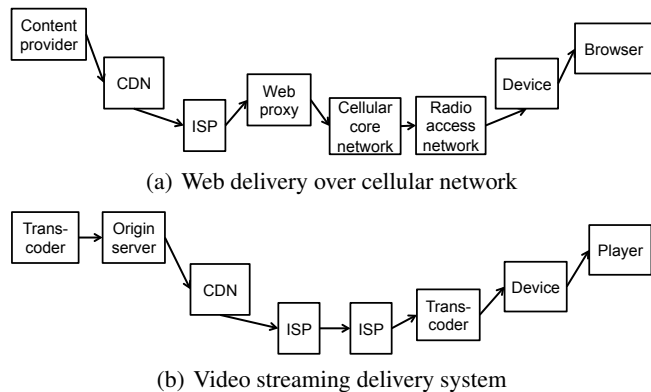 Content
provider
CDN
ISP
Web
proxy
Cellular
core
network
Radio
access
network
Device
Browser
(a) Web delivery over cellular network
Trans-
coder
Origin
server
CDN
ISP
ISP
Trans-
coder
Device
Player
(b) Video streaming delivery system